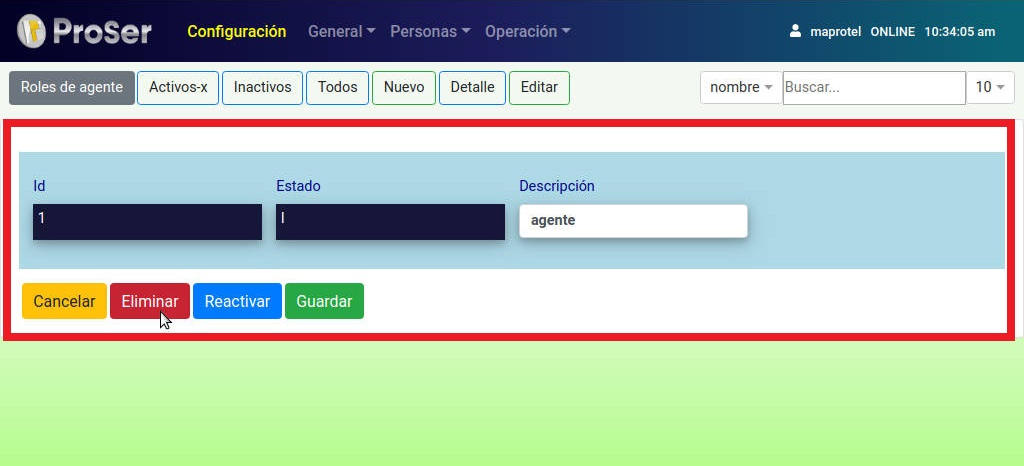 ProSer Configuración General Personas Operación maprotel ONLINE 10:34:05 am
Roles de agente Activos-x Inactivos Todos Nuevo Detalle Editar nombre Buscar... 10
Id Estado Descripción
1 I agente
Cancelar Eliminar Reactivar Guardar